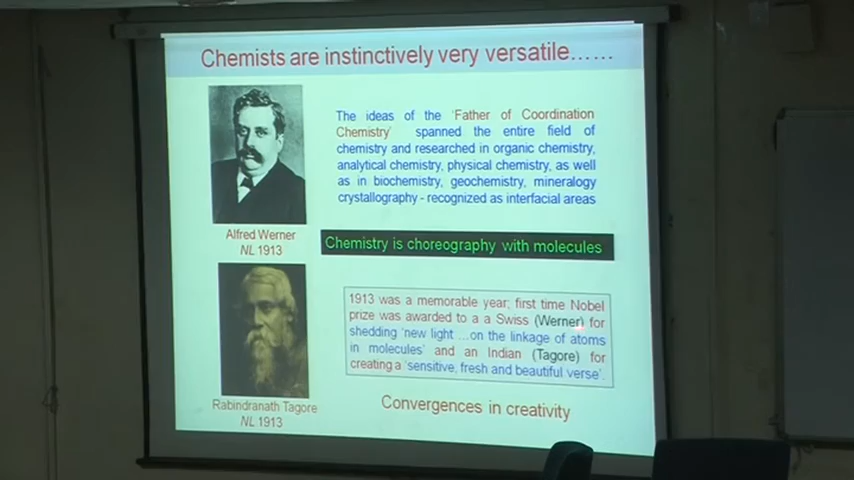 Chemists are instinctively very versatile……
The ideas of the 'Father of Coordination
Chemistry' spanned the entire field of
chemistry and researched in organic chemistry,
analytical chemistry, physical chemistry, as well
as in biochemistry, geochemistry, mineralogy
crystallography - recognized as interfacial areas
Alfred Werner
NL 1913
Chemistry is choreography with molecules
1913 was a memorable year; first time Nobel
prize was awarded to a a Swiss (Werner) for
shedding 'new light …on the linkage of atoms
in molecules' and an Indian (Tagore) for
creating a 'sensitive, fresh and beautiful verse'.
Rabindranath Tagore
NL 1913
Convergences in creativity